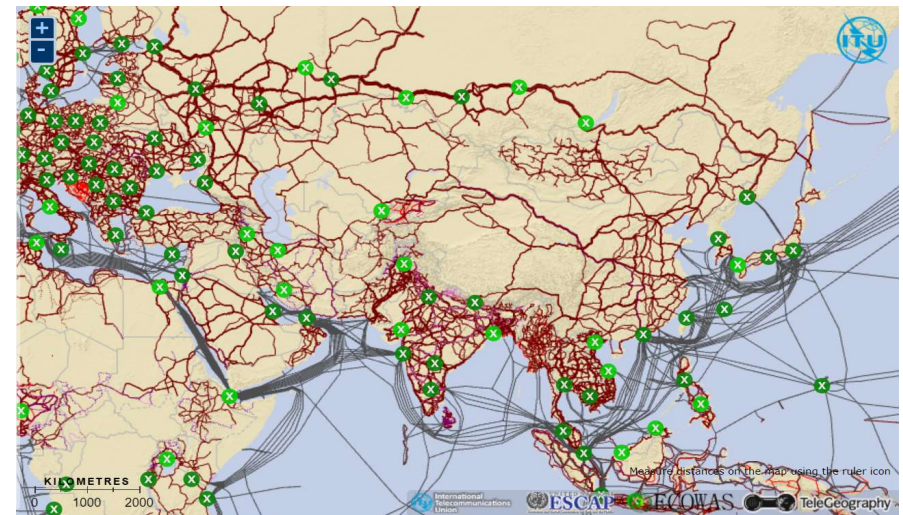 +
-
ITU
Measure distances on the map using the ruler icon
KILOMETRES
0 1000 2000
International
Telecommunications
Union
ESCAP
ECOWAS
TeleGeography